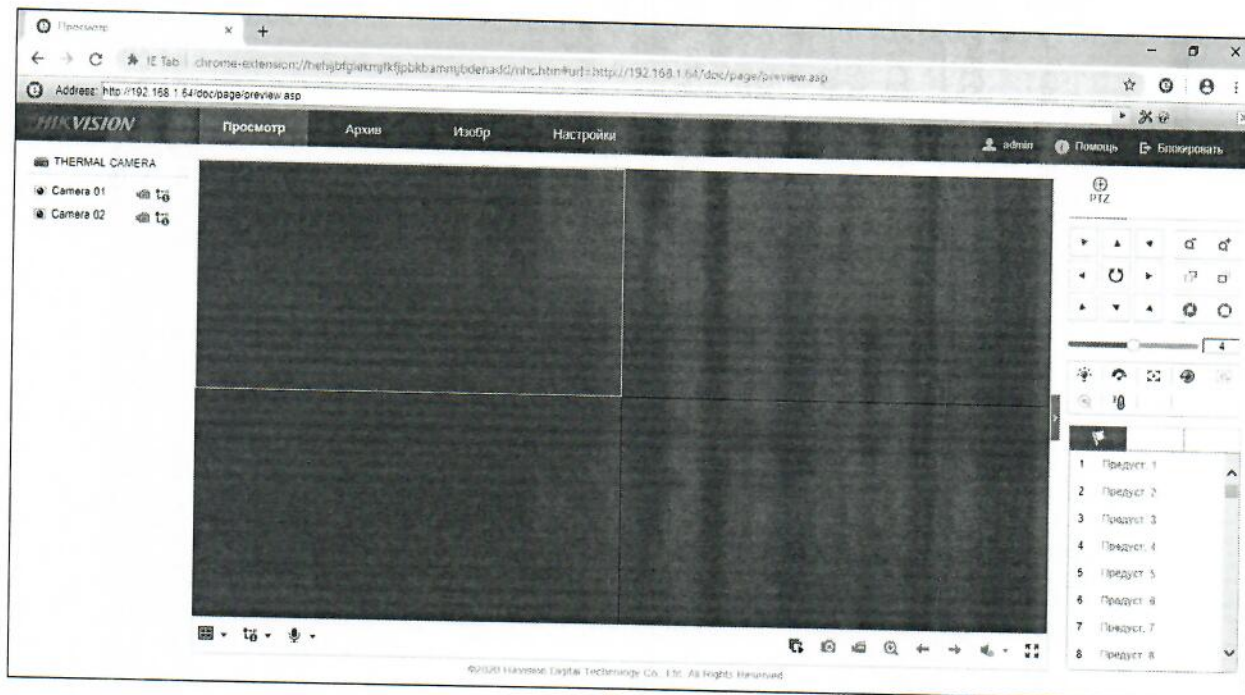 Просмотр
IE Tab
Address: http://192.168.1.64/doc/page/preview.asp
HIKVISION
Просмотр
Архив
Изобр
Настройки
admin
Помощь
Блокировать
THERMAL CAMERA
Camera 01
Camera 02
PTZ
4
1 Предуст. 1
2 Предуст. 2
3 Предуст. 3
4 Предуст. 4
5 Предуст. 5
6 Предуст. 6
7 Предуст. 7
8 Предуст. 8
©2020 Hikvision Digital Technology Co., Ltd. All Rights Reserved.